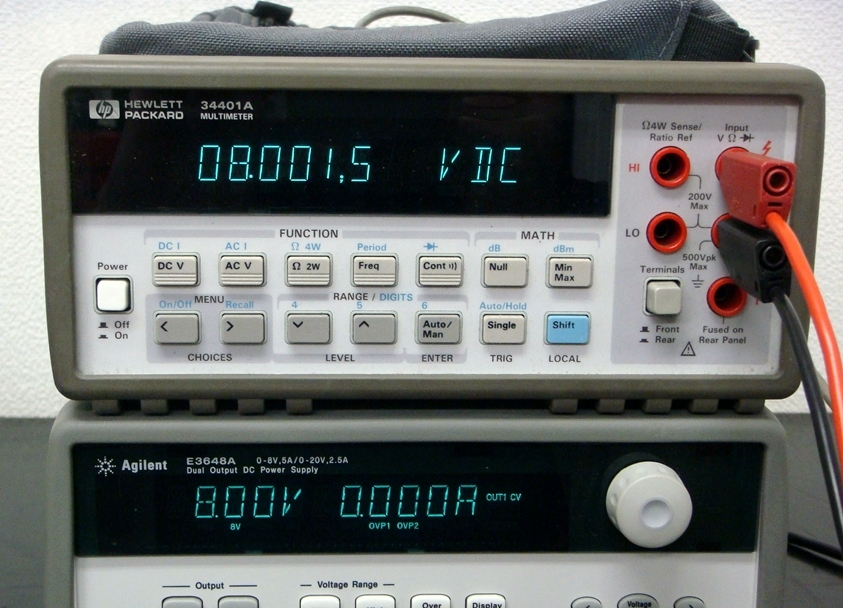 hp HEWLETT PACKARD 34401A MULTIMETER
08.001,5 V DC
Ω4W Sense/ Ratio Ref
Input V Ω
HI
200V Max
LO
500Vpk Max
Terminals
Front
Rear
Fused on Rear Panel
FUNCTION
MATH
DC I AC I Ω 4W Period dB dBm
Power
DC V AC V Ω 2W Freq Cont Null Min Max
Off
On
MENU
RANGE / DIGITS
On/Off Recall 4 5 6 Auto/Hold
< > Auto/ Man Single Shift
CHOICES LEVEL ENTER TRIG LOCAL
Agilent E3648A 0-8V,5A/0-20V,2.5A
Dual Output DC Power Supply
8.00V 0.000A OUT1 CV
8V OVP1 OVP2
Output Voltage Range
Over Display Voltage